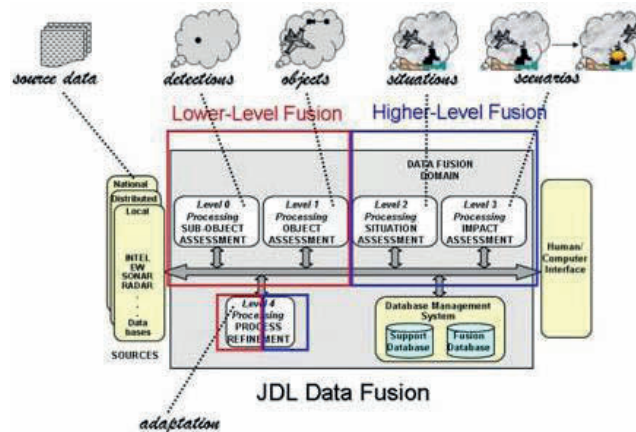 source data
detections
objects
situations
scenarios
Lower-Level Fusion
Higher-Level Fusion
DATA FUSION
DOMAIN
National
Distributed
Local
INTEL
EW
SONAR
RADAR
.
.
.
Data
bases
SOURCES
Level 0
Processing
SUB-OBJECT
ASSESSMENT
Level 1
Processing
OBJECT
ASSESSMENT
Level 2
Processing
SITUATION
ASSESSMENT
Level 3
Processing
IMPACT
ASSESSMENT
Human/
Computer
Interface
Level 4
Processing
PROCESS
REFINEMENT
Database Management
System
Support
Database
Fusion
Database
JDL Data Fusion
adaptation